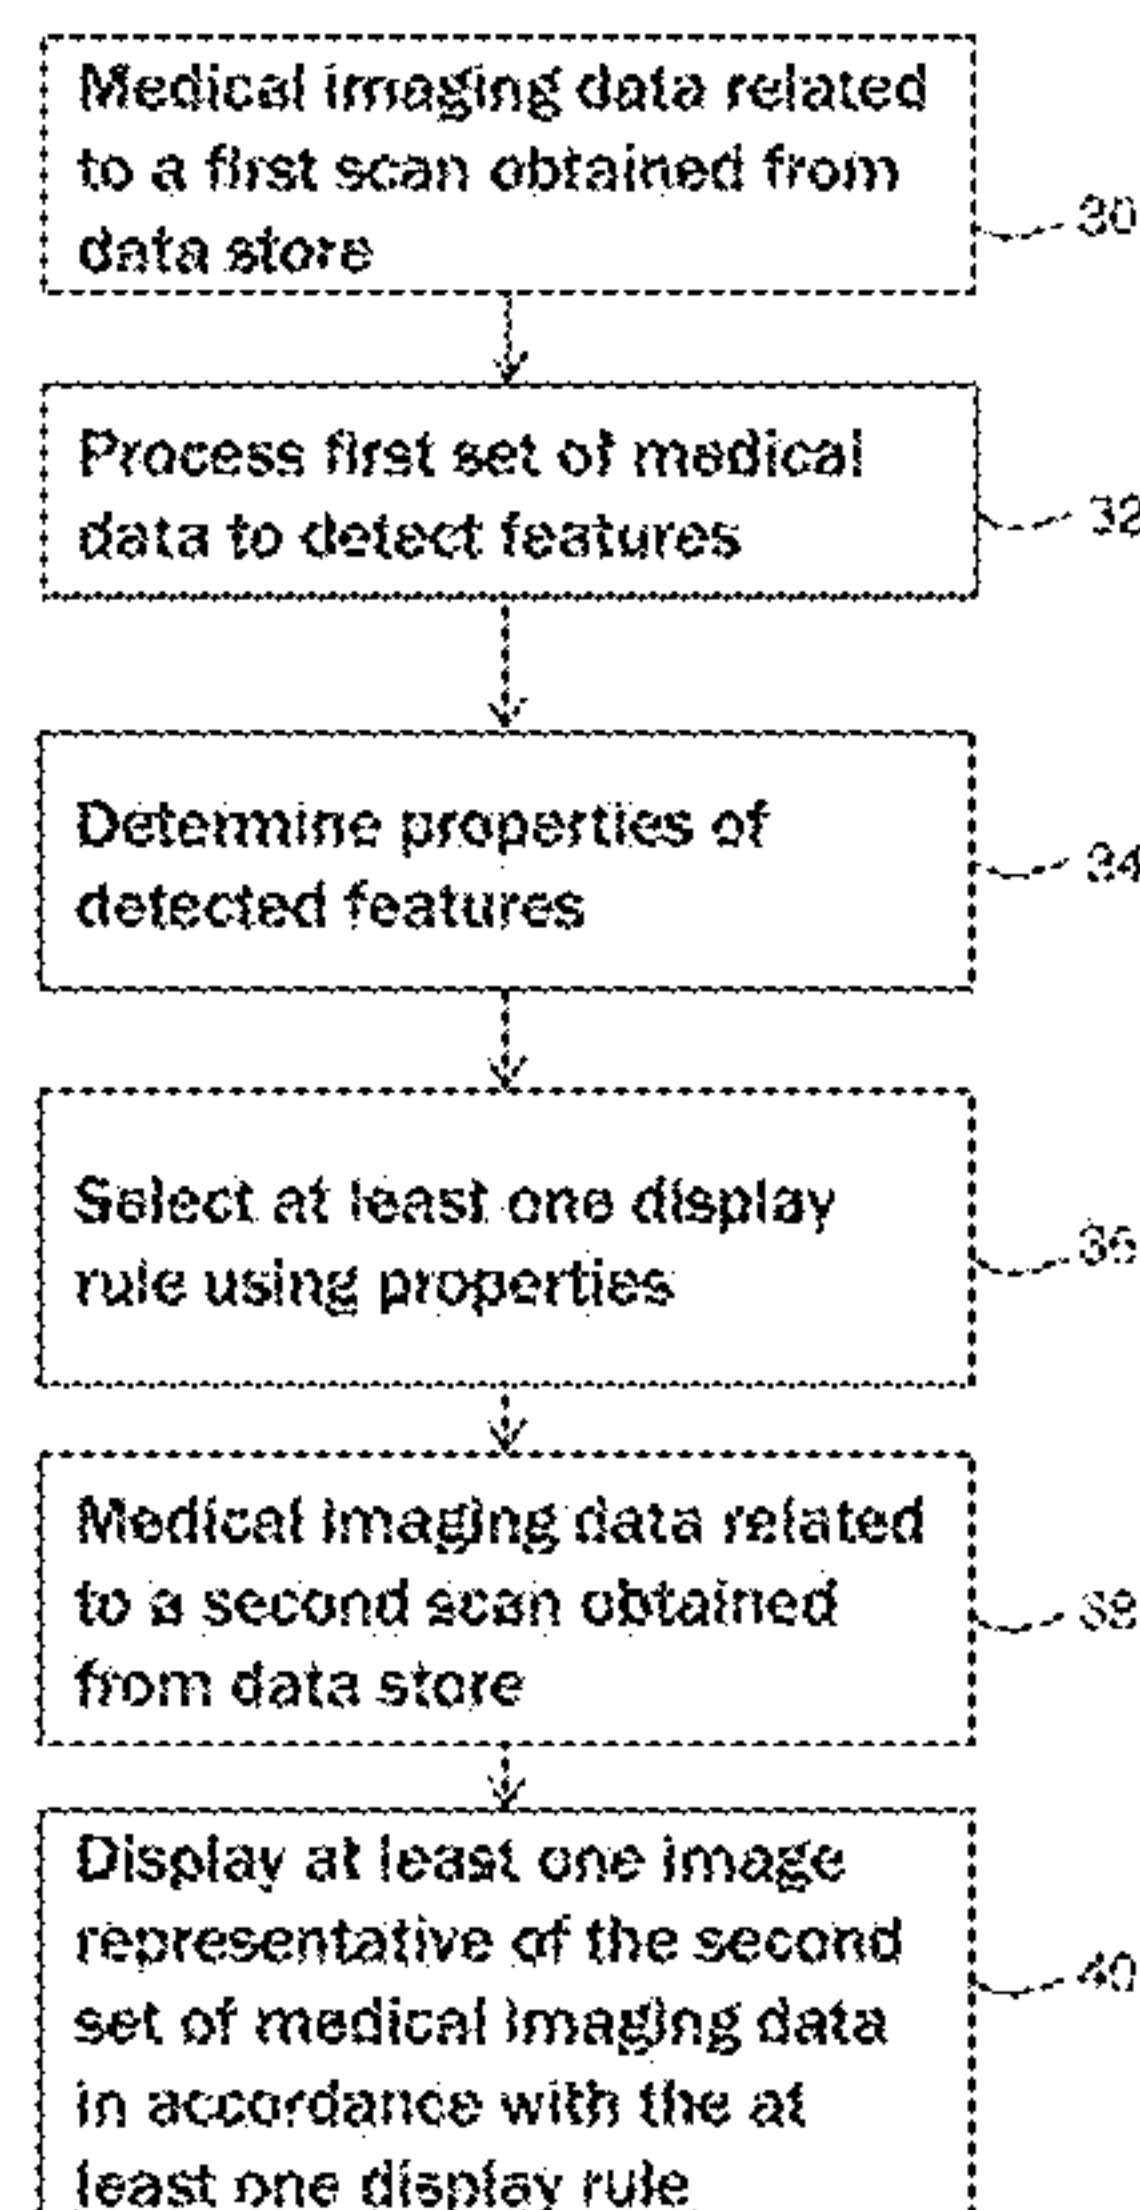 Medical imaging data related
to a first scan obtained from
data store
30
Process first set of medical
data to detect features
32
Determine properties of
detected features
34
Select at least one display
rule using properties
36
Medical imaging data related
to a second scan obtained
from data store
38
Display at least one image
representative of the second
set of medical imaging data
in accordance with the at
least one display rule
40